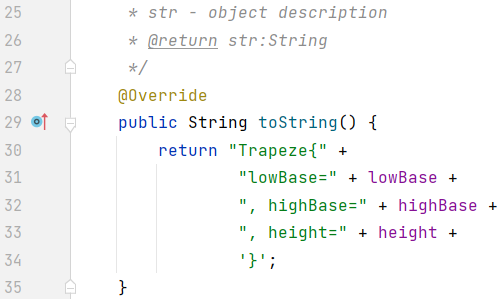 25 * str - object description
26 * @return str:String
27 */
28 @Override
29 public String toString() {
30 return "Trapeze{" +
31 "lowBase=" + lowBase +
32 ", highBase=" + highBase +
33 ", height=" + height +
34 '}';
35 }